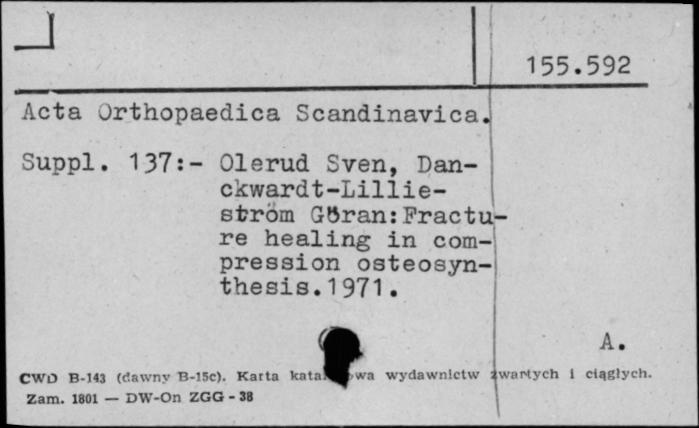 155.592
Acta Orthopaedica Scandinavica.
Suppl. 137:- Olerud Sven, Dan-
ckwardt-Lillie-
ström Göran:Fractu-
re healing in com-
pression osteosyn-
thesis.1971.
A.
CWD B-143 (dawny B-15c). Karta wydawnictw zwartych i ciągłych.
Zam. 1801 — DW-On ZGG - 38